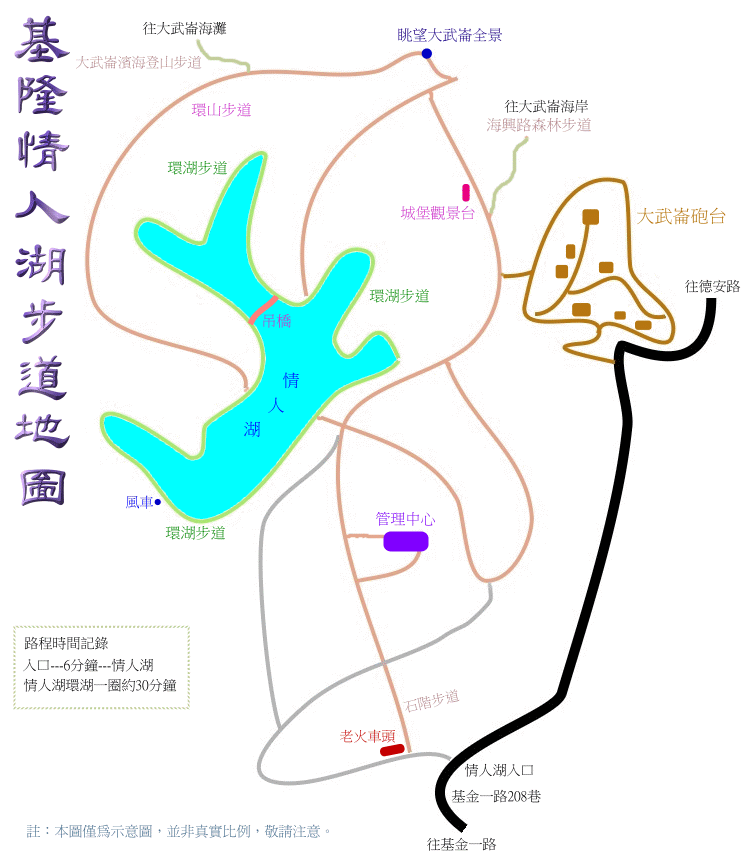 基隆情人湖步道地圖
往大武崙海灘
眺望大武崙全景
大武崙濱海登山步道
環山步道
往大武崙海岸
海興路森林步道
環湖步道
城堡觀景台
大武崙砲台
往德安路
環湖步道
吊橋
情人湖
風車
管理中心
環湖步道
路程時間記錄
入口---6分鐘---情人湖
情人湖環湖一圈約30分鐘
石階步道
老火車頭
情人湖入口
基金一路208巷
註：本圖僅爲示意圖，並非真實比例，敬請注意。
往基金一路